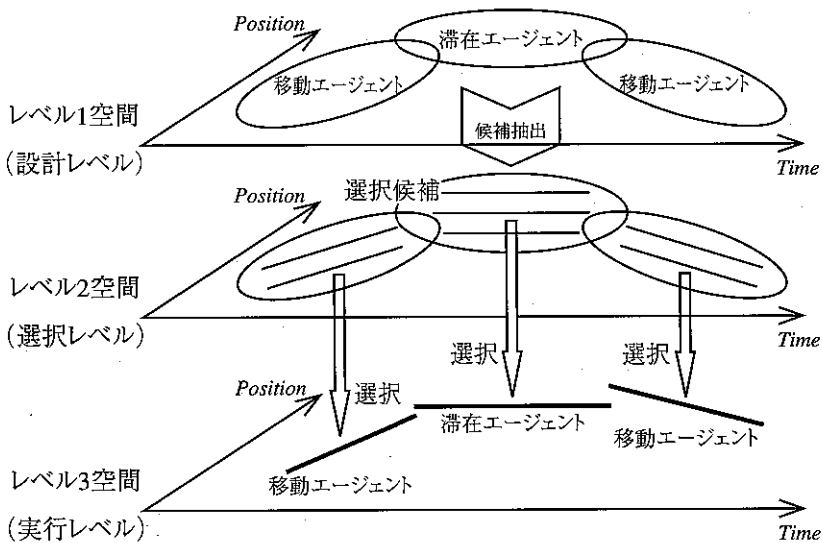 Position
滞在エージェント
移動エージェント
移動エージェント
レベル1空間
(設計レベル)
候補抽出
Time
Position
選択候補
レベル2空間
(選択レベル)
Time
選択
選択
Position
選択
滞在エージェント
移動エージェント
移動エージェント
レベル3空間
(実行レベル)
Time